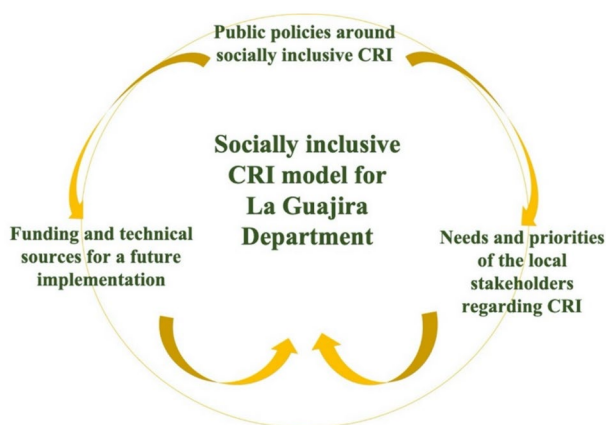 Public policies around
socially inclusive CRI
Socially inclusive
CRI model for
La Guajira
Department
Funding and technical
sources for a future
implementation
Needs and priorities
of the local
stakeholders
regarding CRI